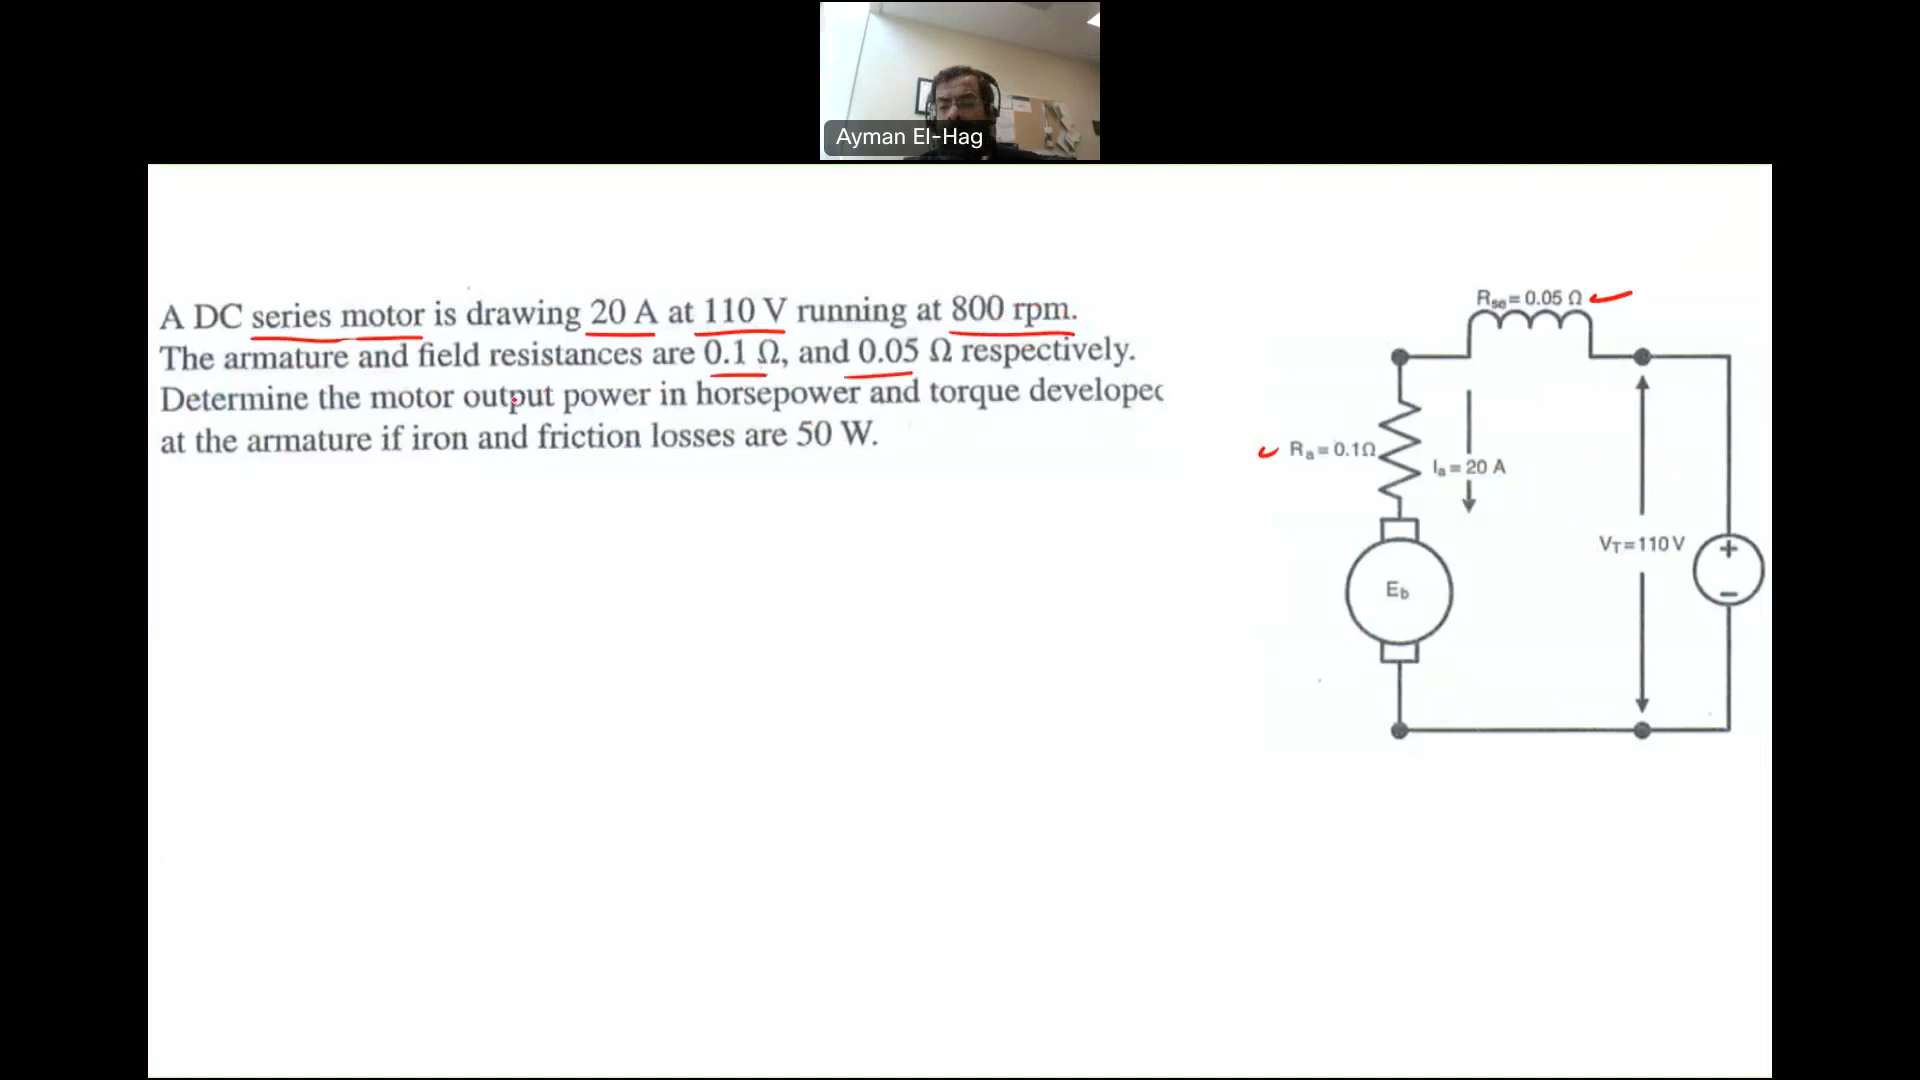 Ayman El-Hag
A DC series motor is drawing 20 A at 110 V running at 800 rpm.
The armature and field resistances are 0.1 Ω, and 0.05 Ω respectively.
Determine the motor output power in horsepower and torque developed
at the armature if iron and friction losses are 50 W.
Rse = 0.05 Ω
Ra = 0.1Ω
Ia = 20 A
VT = 110 V
+
Eb
−